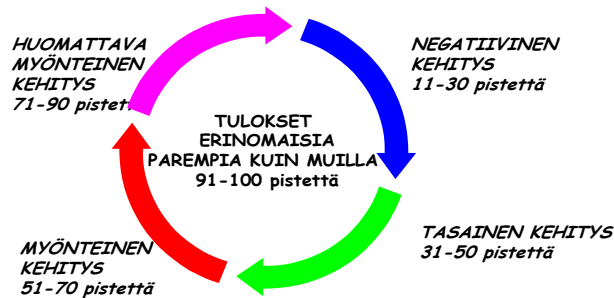 HUOMATTAVA
MYÖNTEINEN
KEHITYS
71-90 pistettä
NEGATIIVINEN
KEHITYS
11-30 pistettä
TULOKSET
ERINOMAISIA
PAREMPIA KUIN MUILLA
91-100 pistettä
TASAINEN KEHITYS
31-50 pistettä
MYÖNTEINEN
KEHITYS
51-70 pistettä